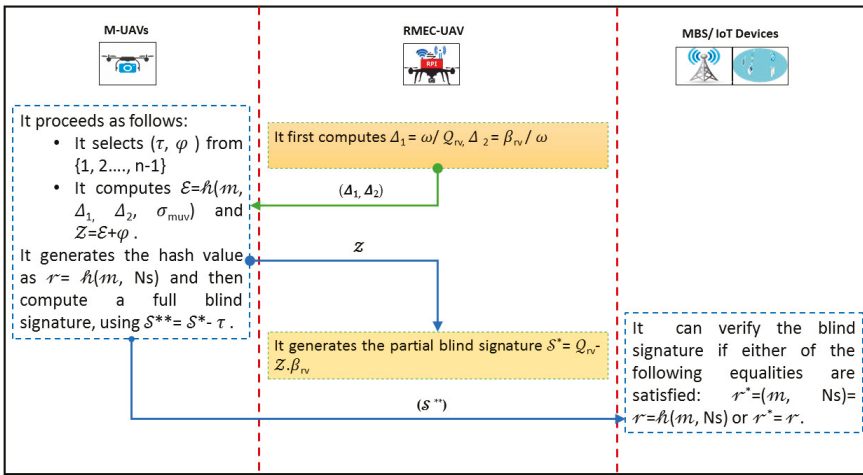 M-UAVs
RMEC-UAV
MBS/ IoT Devices
RPI
It proceeds as follows:
• It selects (τ, φ ) from
{1, 2...., n-1}
• It computes ℰ=ℎ(𝓂,
Δ₁, Δ₂, σₘᵤᵥ) and
𝒵=ℰ+φ .
It generates the hash value
as 𝓇= ℎ(𝓂, Ns) and then
compute a full blind
signature, using 𝒮**= 𝒮*- τ .
It first computes Δ₁ = ω/ 𝒬ᵣᵥ, Δ ₂ = βᵣᵥ / ω
(Δ₁, Δ₂)
𝒵
It generates the partial blind signature 𝒮*= 𝒬ᵣᵥ-
𝒵.βᵣᵥ
(𝒮**)
It can verify the blind
signature if either of the
following equalities are
satisfied: 𝓇*=(𝓂, Ns)=
𝓇=ℎ(𝓂, Ns) or 𝓇*= 𝓇.